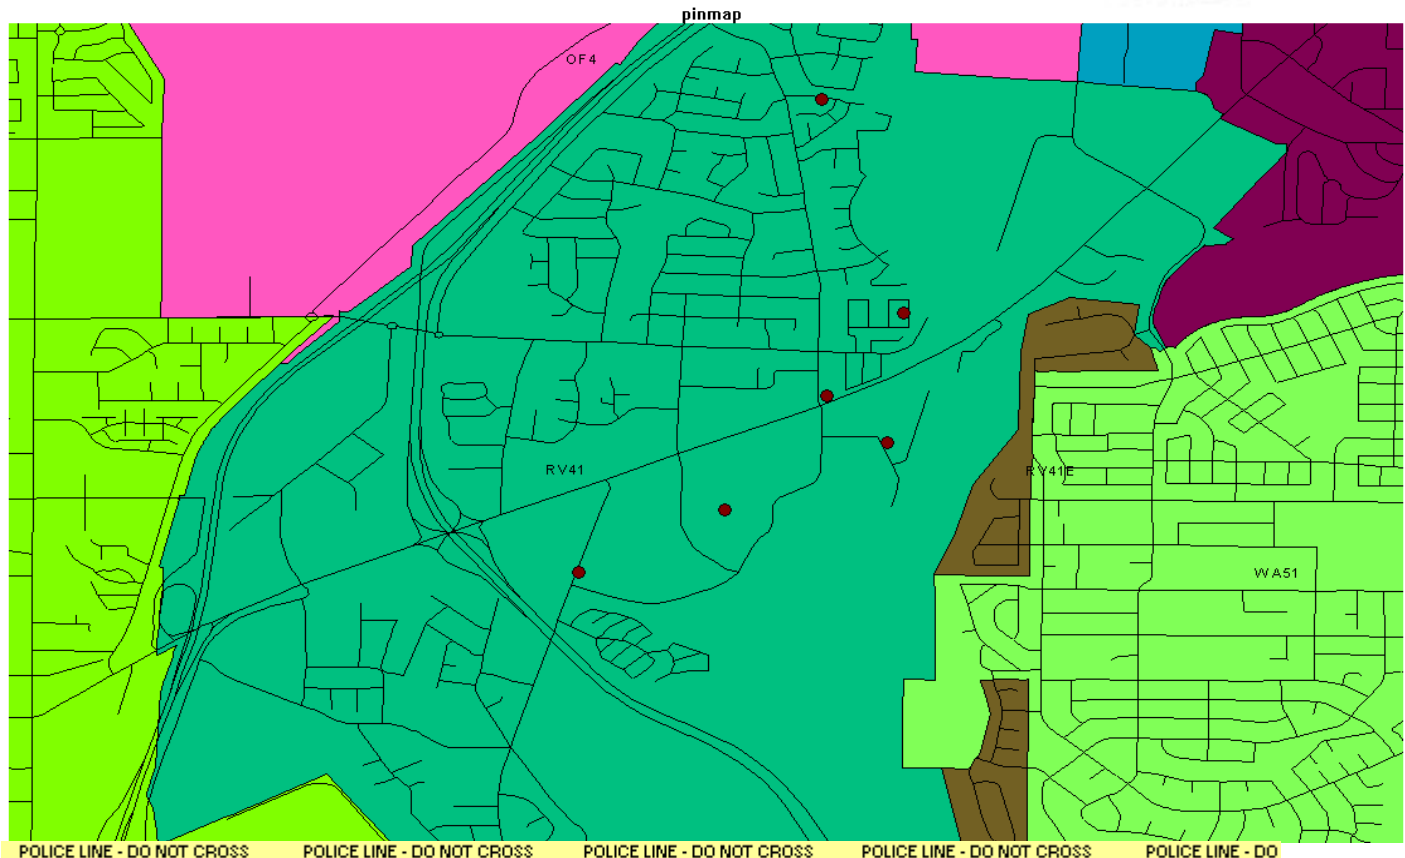 pinmap
OF4
RV41
RV41E
WA51
POLICE LINE - DO NOT CROSS POLICE LINE - DO NOT CROSS POLICE LINE - DO NOT CROSS POLICE LINE - DO NOT CROSS POLICE LINE - DO